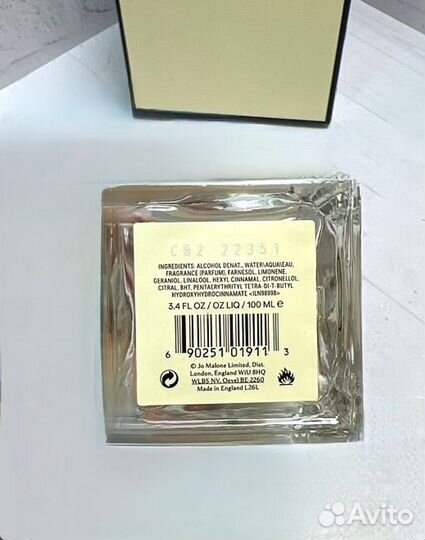 CB2 22351
INGREDIENTS: ALCOHOL DENAT., WATER\AQUA\EAU,
FRAGRANCE (PARFUM), FARNESOL, LIMONENE,
GERANIOL, LINALOOL, HEXYL CINNAMAL, CITRONELLOL,
CITRAL, BHT, PENTAERYTHRITYL TETRA-DI-T-BUTYL
HYDROXYHYDROCINNAMATE <ILN98998>
3.4 FL OZ / OZ LIQ / 100 ML ℮
6 90251 01911 3
© Jo Malone Limited, Dist.
London, England W1U 8HQ
WLBS NV, Oevel BE-2260
Made in England L26L
Avito